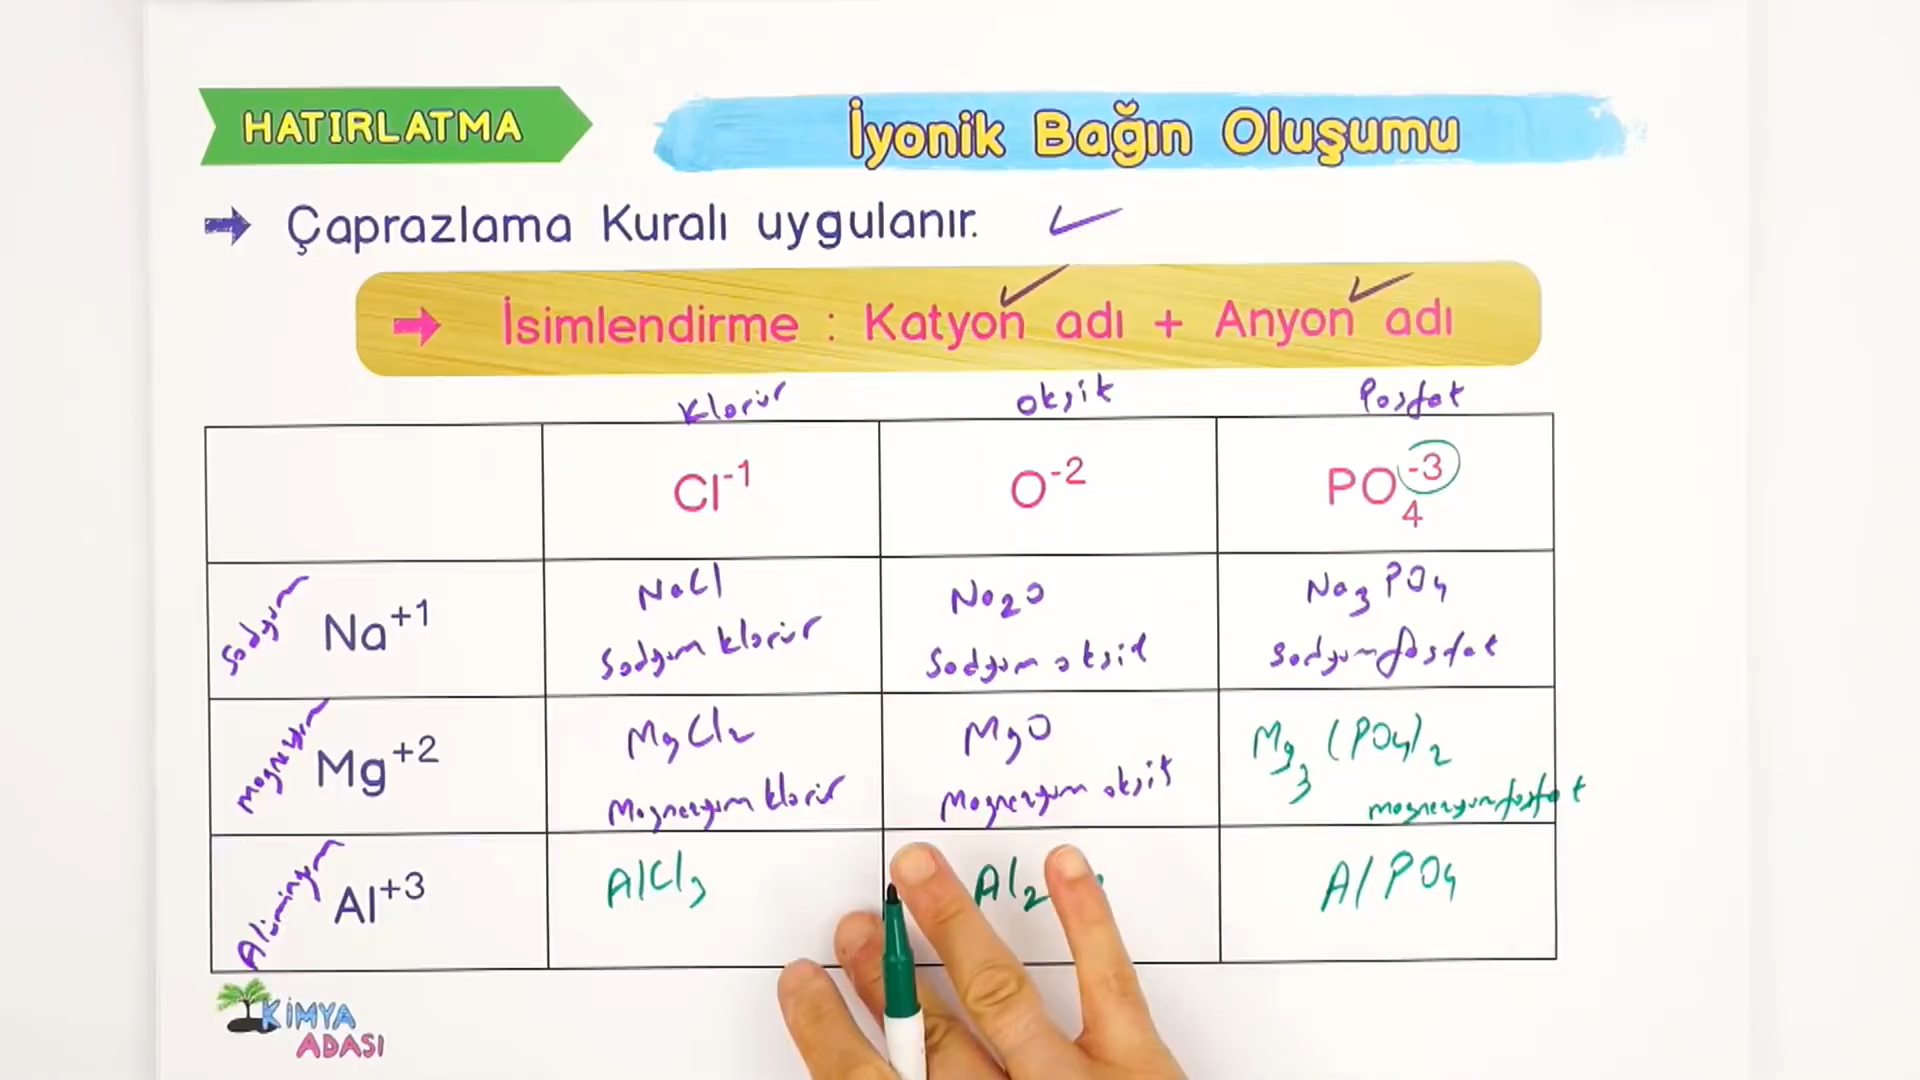 HATIRLATMA
İyonik Bağın Oluşumu
Çaprazlama Kuralı uygulanır.
İsimlendirme : Katyon adı + Anyon adı
Klorür Oksit Fosfat
Cl-1 O-2 PO4-3
Sodyum Na+1
NaCl Na2O Na3PO4
Sodyum klorür Sodyum oksit Sodyum fosfat
Magnezyum Mg+2
MgCl2 MgO Mg3(PO4)2
Magnezyum klorür Magnezyum oksit magnezyum fosfat
Alüminyum Al+3
AlCl3 Al2 AlPO4
KİMYA
ADASI